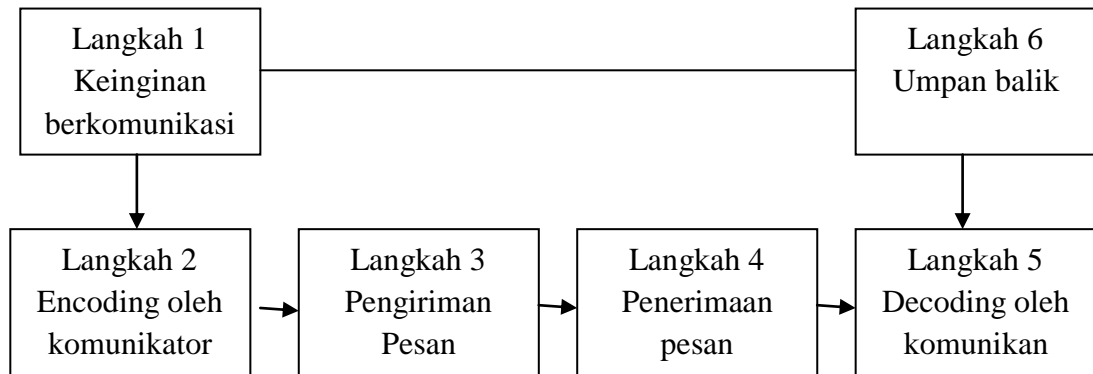 Langkah 1
Keinginan
berkomunikasi
Langkah 6
Umpan balik
Langkah 2
Encoding oleh
komunikator
Langkah 3
Pengiriman
Pesan
Langkah 4
Penerimaan
pesan
Langkah 5
Decoding oleh
komunikan